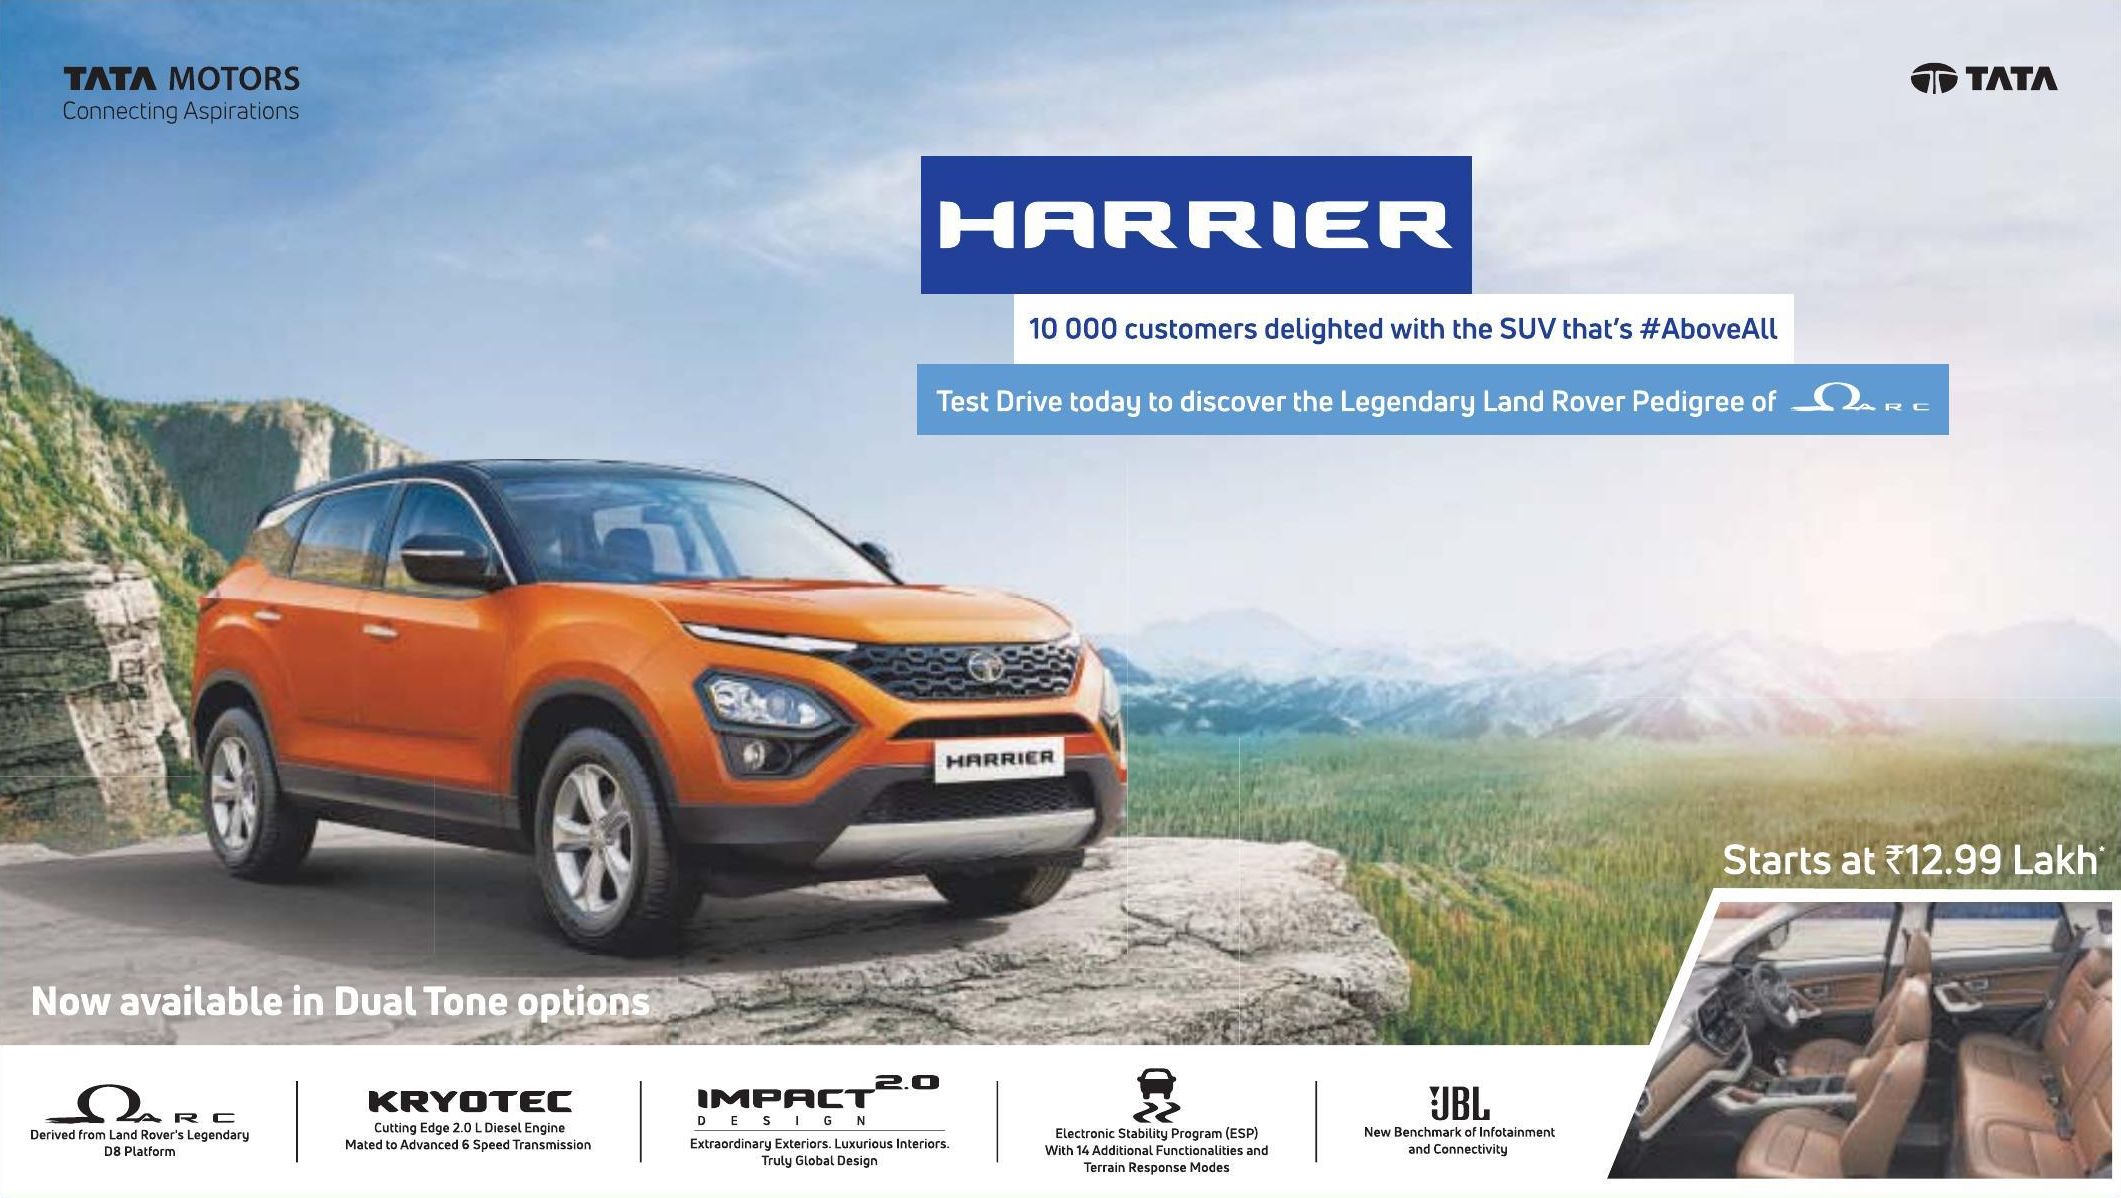 TATA MOTORS
Connecting Aspirations
TATA
HARRIER
10 000 customers delighted with the SUV that's #AboveAll
Test Drive today to discover the Legendary Land Rover Pedigree of ΩARC
HARRIER
Starts at ₹12.99 Lakh*
Now available in Dual Tone options
ΩARC
Derived from Land Rover's Legendary
D8 Platform
KRYOTEC
Cutting Edge 2.0 L Diesel Engine
Mated to Advanced 6 Speed Transmission
IMPACT 2.0
DESIGN
Extraordinary Exteriors. Luxurious Interiors.
Truly Global Design
Electronic Stability Program (ESP)
With 14 Additional Functionalities and
Terrain Response Modes
JBL
New Benchmark of Infotainment
and Connectivity